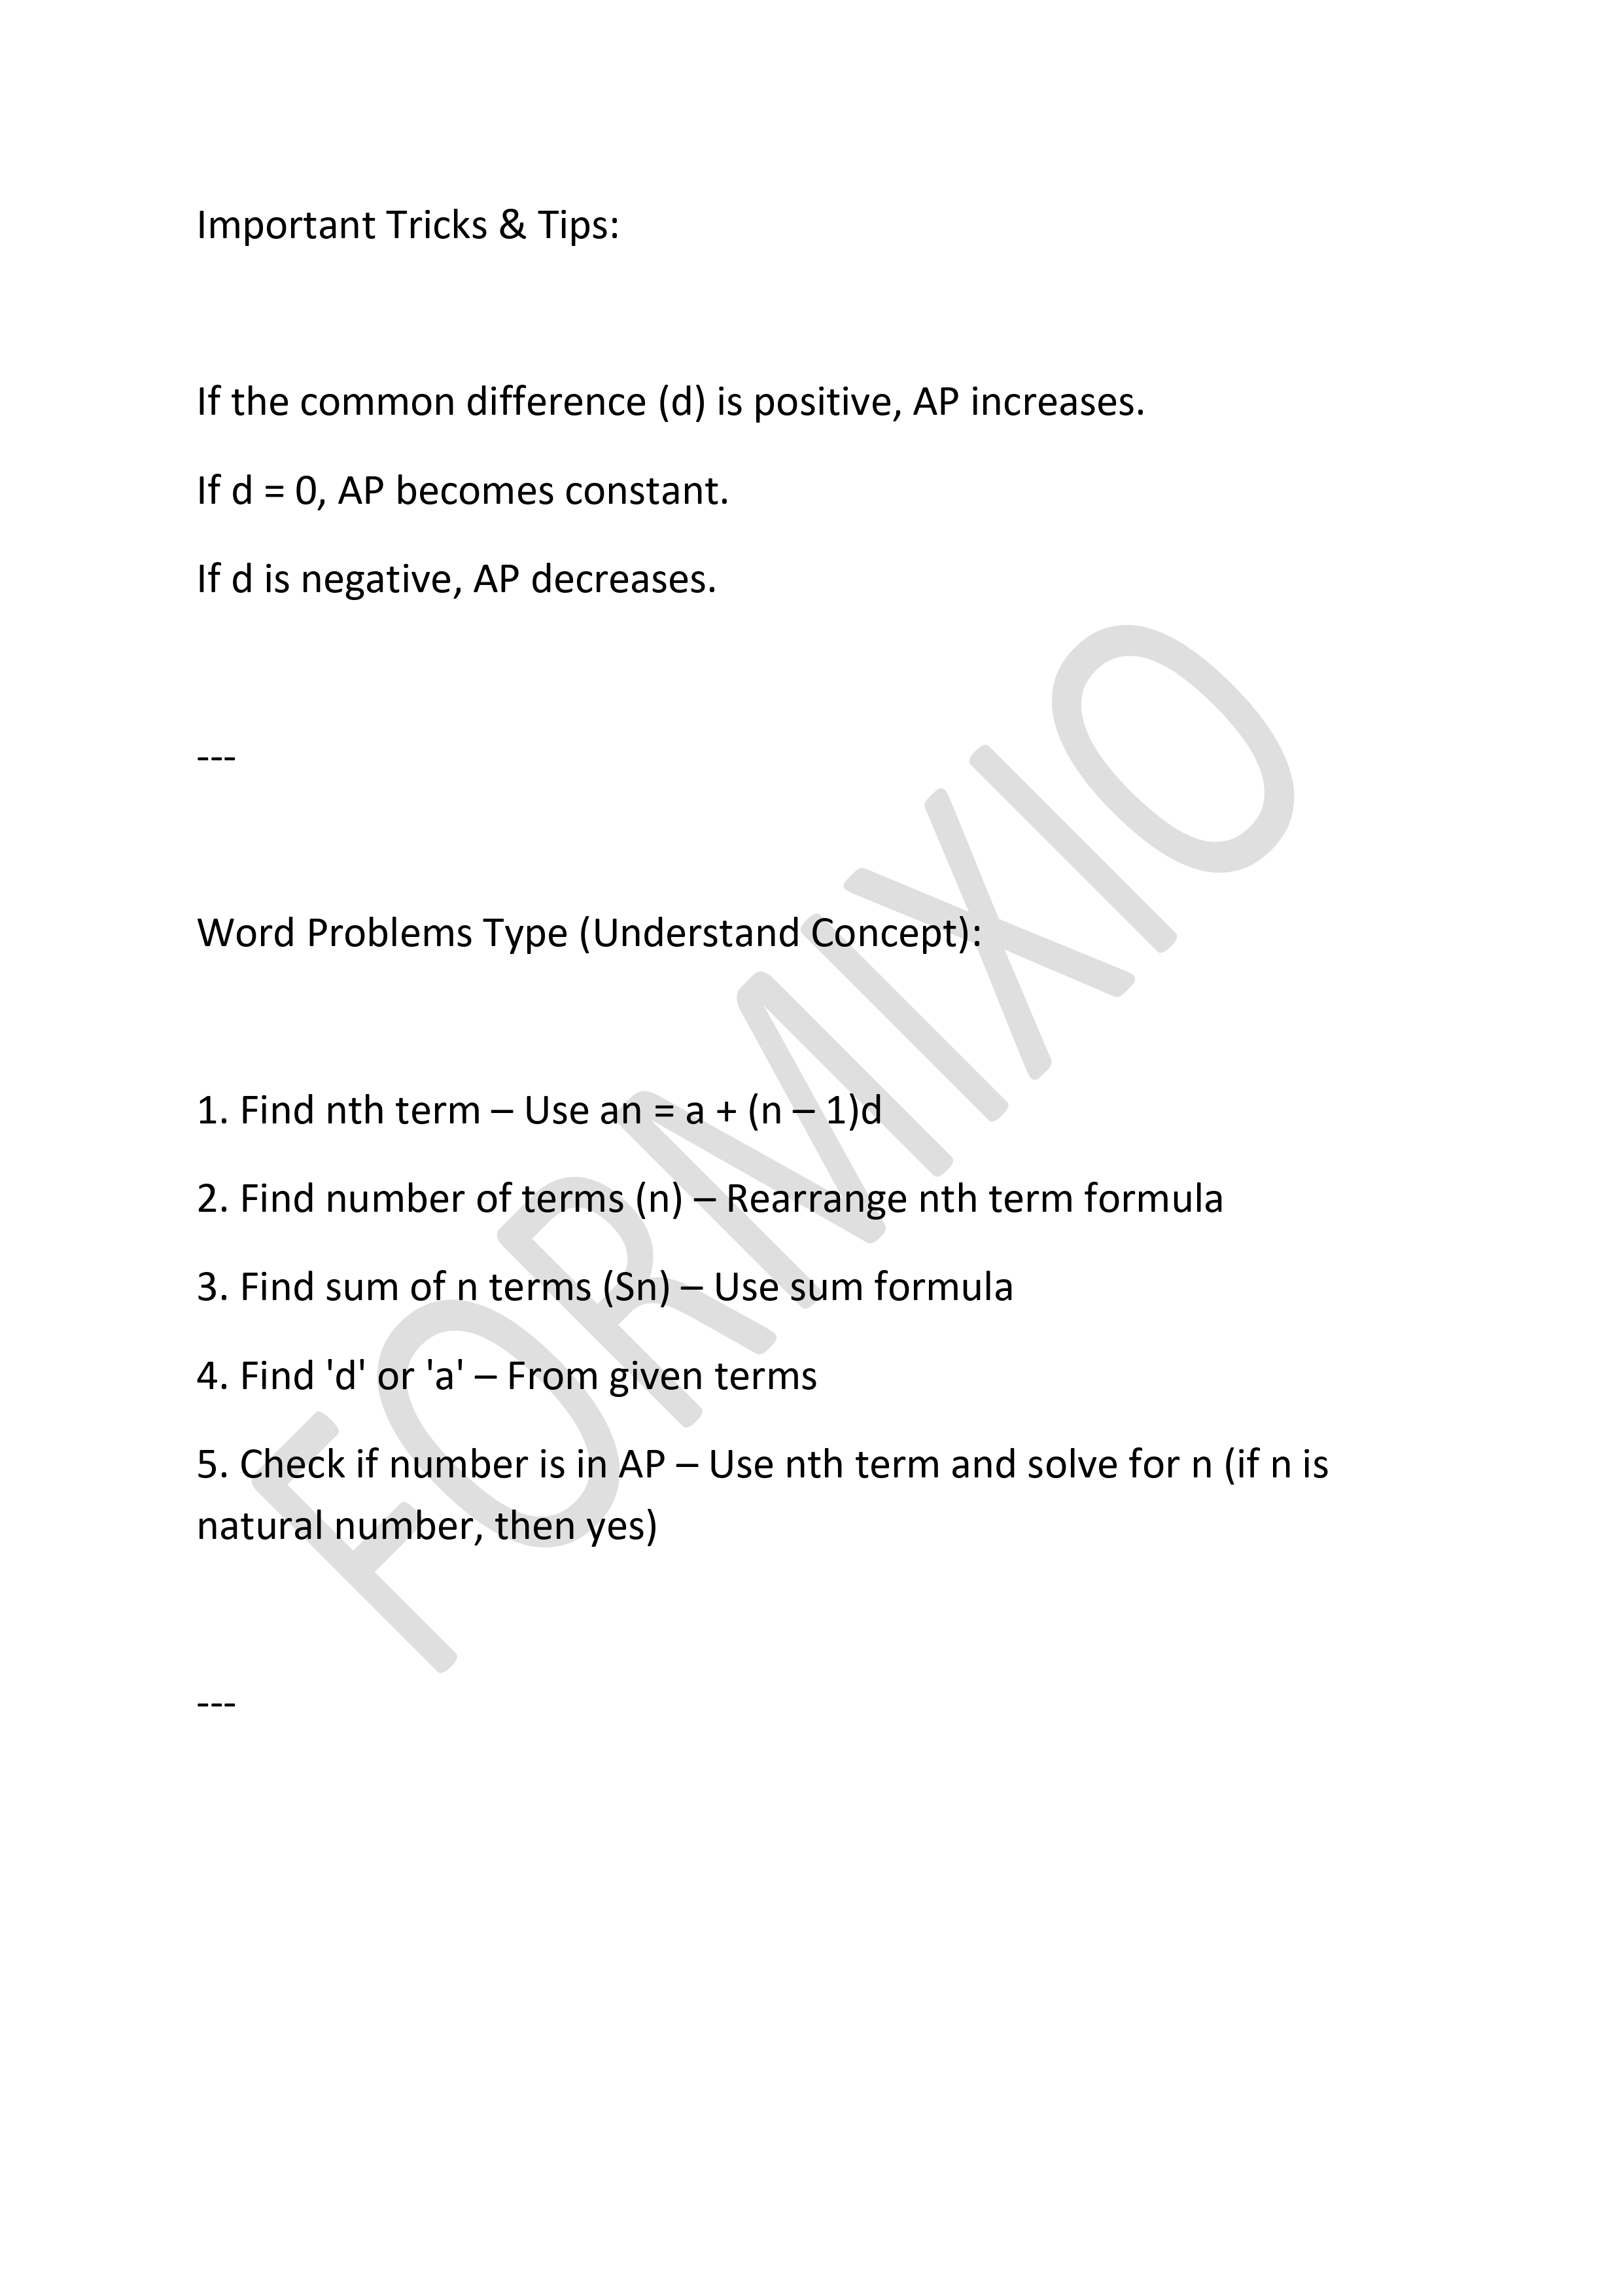 Important Tricks & Tips:
If the common difference (d) is positive, AP increases.
If d = 0, AP becomes constant.
If d is negative, AP decreases.
---
Word Problems Type (Understand Concept):
1. Find nth term – Use an = a + (n – 1)d
2. Find number of terms (n) – Rearrange nth term formula
3. Find sum of n terms (Sn) – Use sum formula
4. Find 'd' or 'a' – From given terms
5. Check if number is in AP – Use nth term and solve for n (if n is
natural number, then yes)
---
FORMIXIO